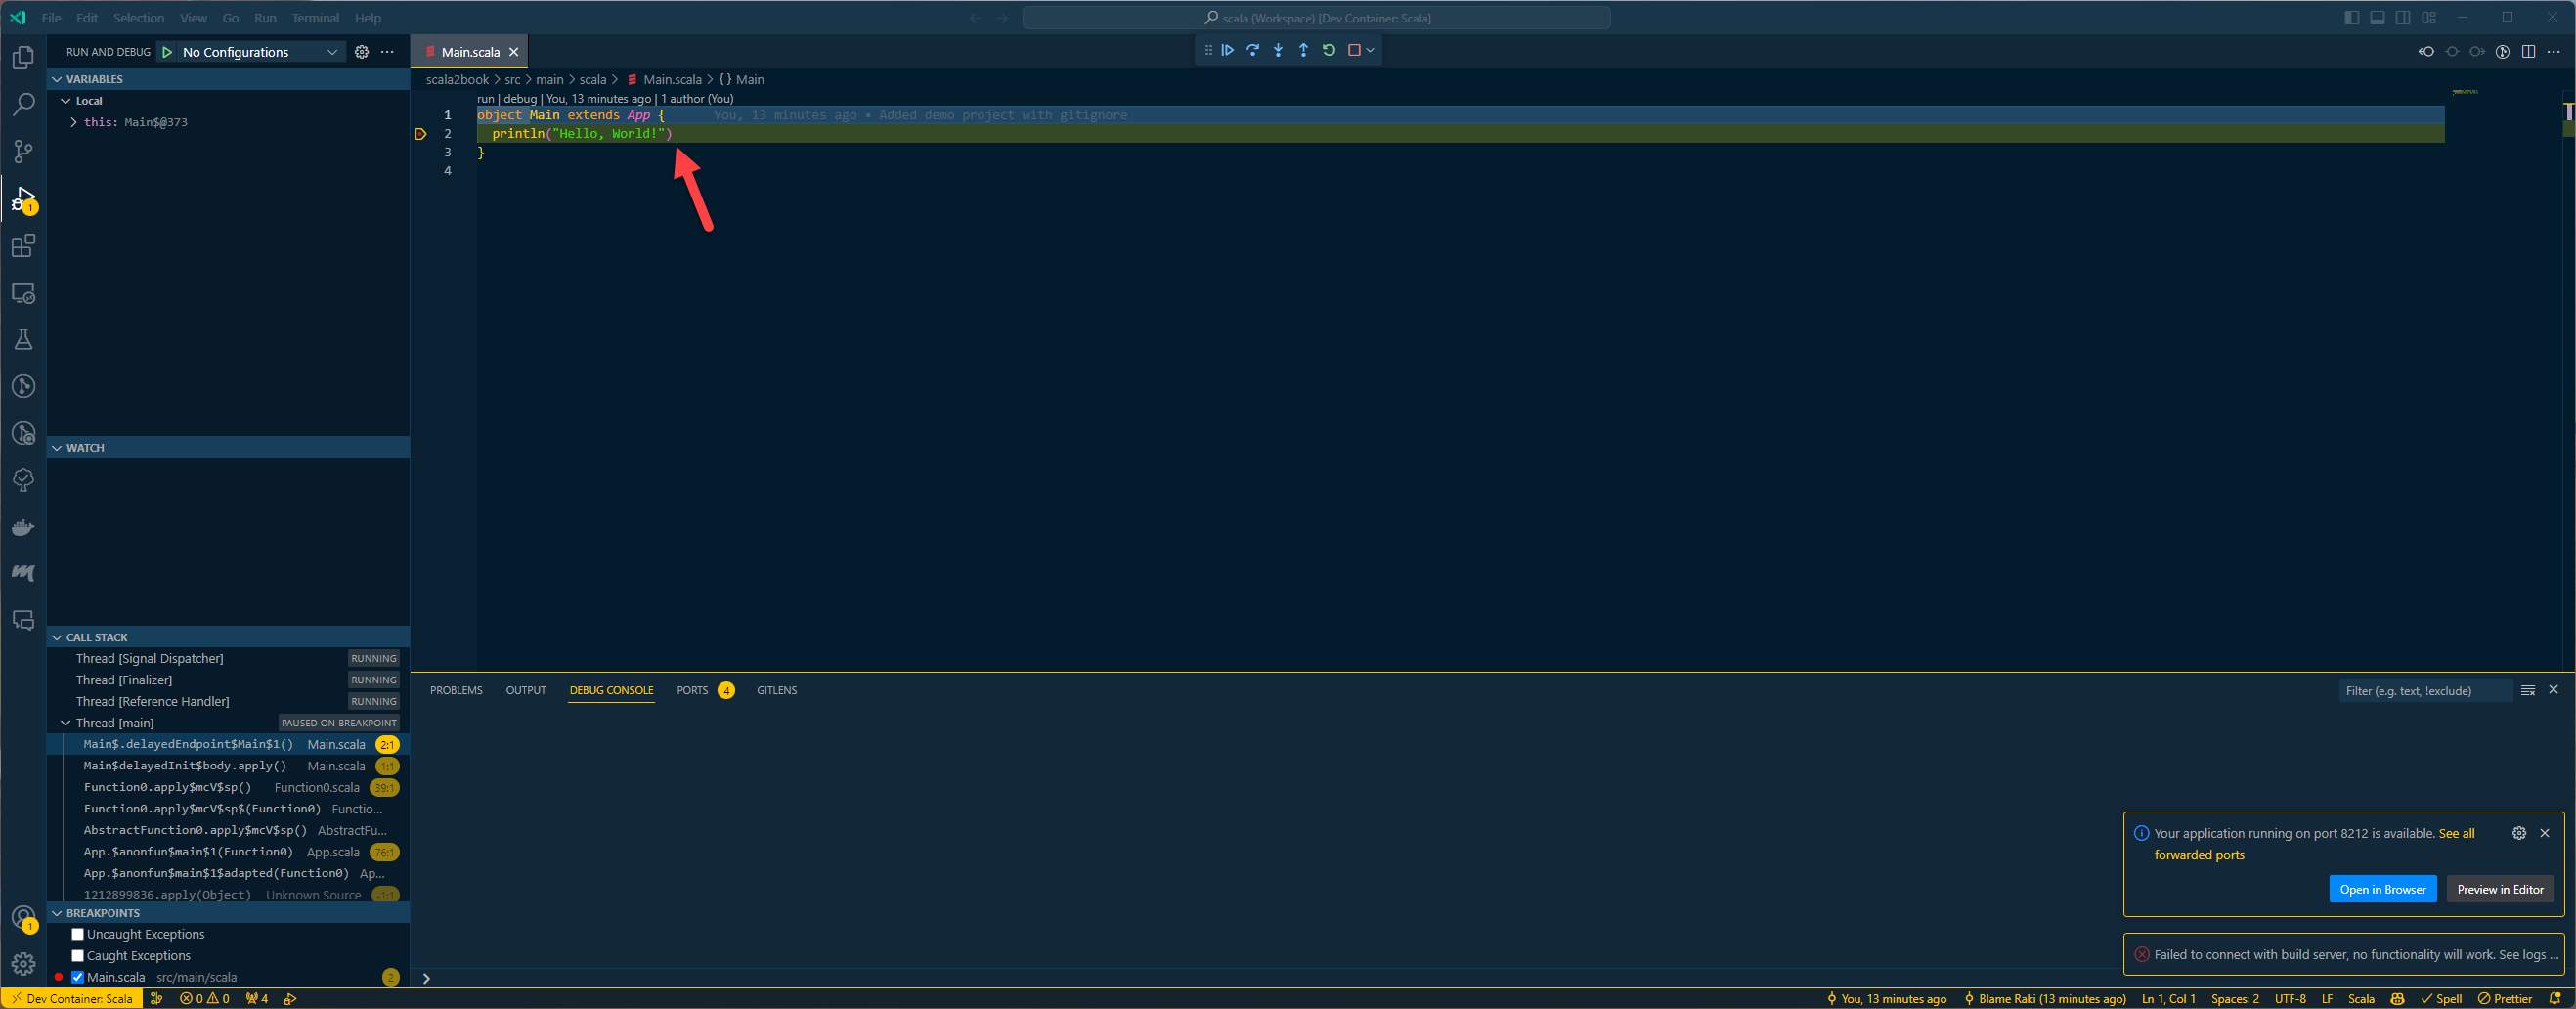 File Edit Selection View Go Run Terminal Help
scala (Workspace) [Dev Container: Scala]
RUN AND DEBUG No Configurations
Main.scala
VARIABLES
Local
this: Main$@373
scala2book > src > main > scala > Main.scala > {} Main
run | debug | You, 13 minutes ago | 1 author (You)
1 object Main extends App { You, 13 minutes ago • Added demo project with gitignore
2 println("Hello, World!")
3 }
4
1
WATCH
CALL STACK
Thread [Signal Dispatcher] RUNNING
Thread [Finalizer] RUNNING
Thread [Reference Handler] RUNNING
Thread [main] PAUSED ON BREAKPOINT
Main$.delayedEndpoint$Main$1() Main.scala 2:1
Main$delayedInit$body.apply() Main.scala 1:1
Function0.apply$mcV$sp() Function0.scala 39:1
Function0.apply$mcV$sp$(Function0) Functio...
AbstractFunction0.apply$mcV$sp() AbstractFu...
App.$anonfun$main$1(Function0) App.scala 76:1
App.$anonfun$main$1$adapted(Function0) Ap...
1212899836.apply(Object) Unknown Source -1:1
BREAKPOINTS
Uncaught Exceptions
Caught Exceptions
Main.scala src/main/scala 2
1
PROBLEMS OUTPUT DEBUG CONSOLE PORTS 4 GITLENS
Filter (e.g. text, !exclude)
Your application running on port 8212 is available. See all
forwarded ports
Open in Browser Preview in Editor
Failed to connect with build server, no functionality will work. See logs ...
Dev Container: Scala 0 0 4
You, 13 minutes ago Blame Raki (13 minutes ago) Ln 1, Col 1 Spaces: 2 UTF-8 LF Scala Spell Prettier